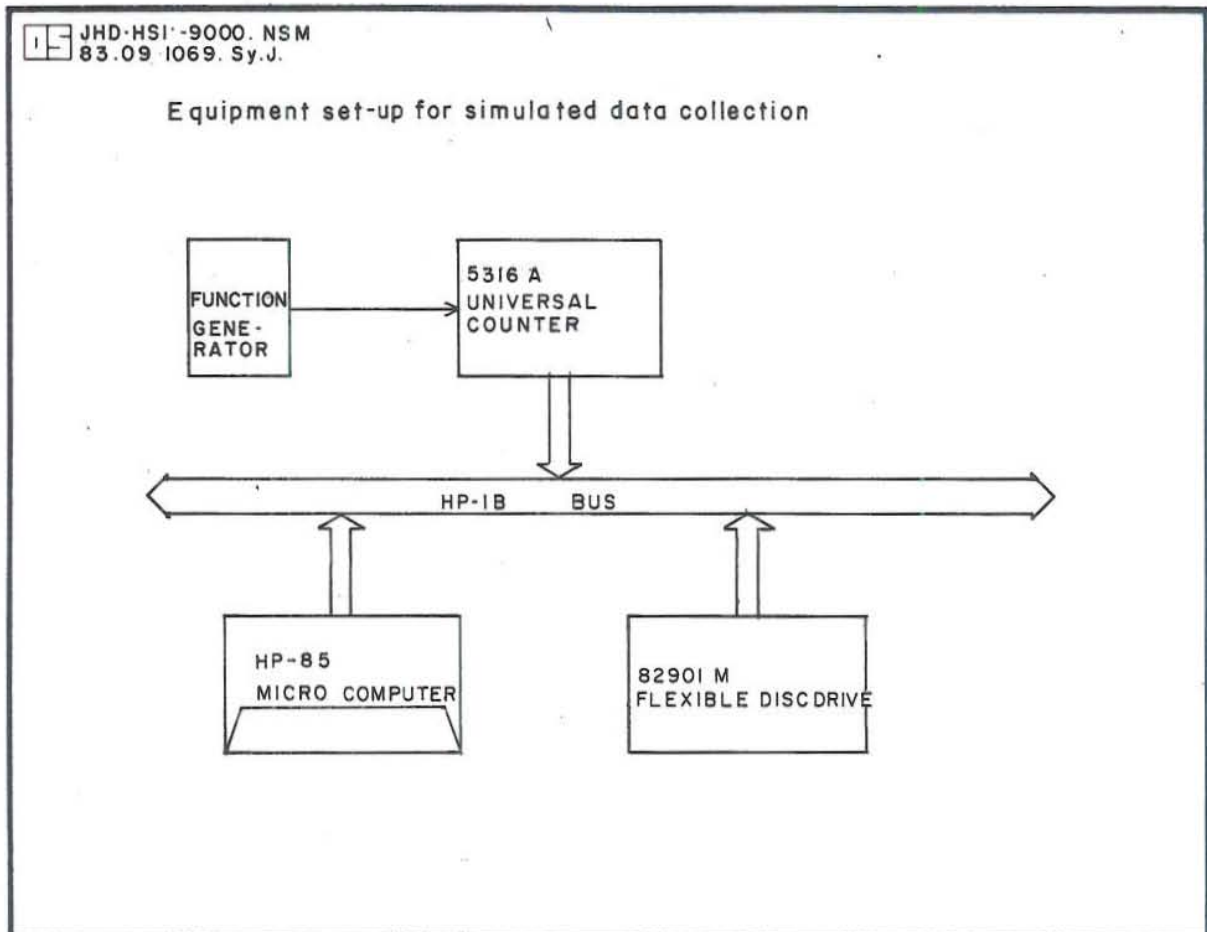 JHD·HSÞ-9000. NSM
83.09 1069. Sy.J.
Equipment set-up for simulated data collection
FUNCTION
GENE-
RATOR
5316 A
UNIVERSAL
COUNTER
HP-IB BUS
HP-85
MICRO COMPUTER
82901 M
FLEXIBLE DISCDRIVE